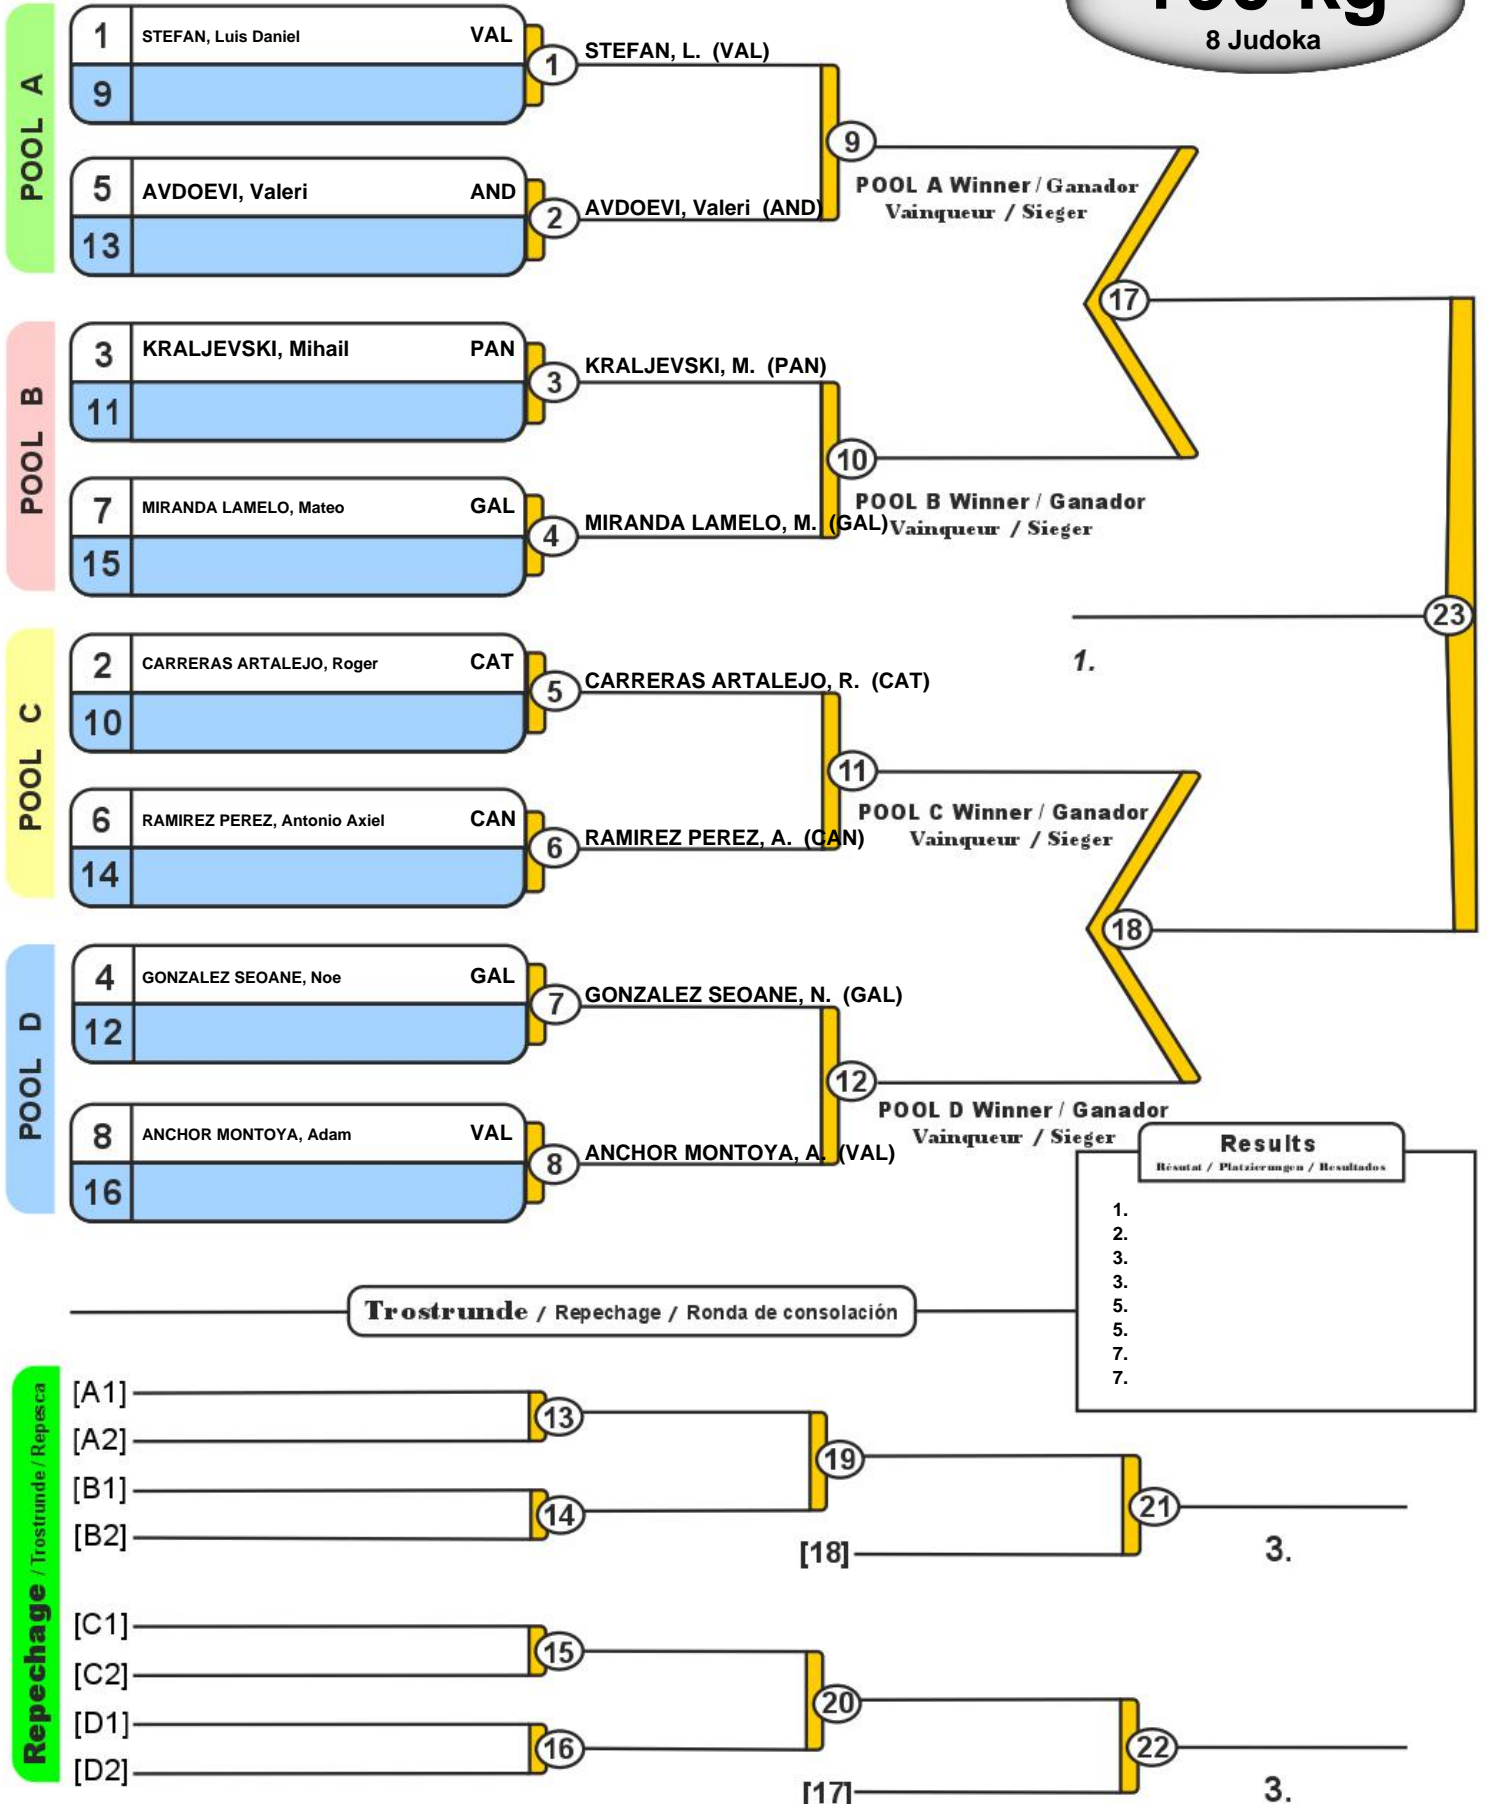 8 Judoka
POOL A
1 STEFAN, Luis Daniel VAL
9
1
STEFAN, L. (VAL)
5 AVDOEVI, Valeri AND
13
2
AVDOEVI, Valeri (AND)
9
POOL A Winner / Ganador
Vainqueur / Sieger
POOL B
3 KRALJEVSKI, Mihail PAN
11
3
KRALJEVSKI, M. (PAN)
7 MIRANDA LAMELO, Mateo GAL
15
4
MIRANDA LAMELO, M. (GAL)
10
POOL B Winner / Ganador
Vainqueur / Sieger
17
23
1.
POOL C
2 CARRERAS ARTALEJO, Roger CAT
10
5
CARRERAS ARTALEJO, R. (CAT)
6 RAMIREZ PEREZ, Antonio Axiel CAN
14
6
RAMIREZ PEREZ, A. (CAN)
11
POOL C Winner / Ganador
Vainqueur / Sieger
18
POOL D
4 GONZALEZ SEOANE, Noe GAL
12
7
GONZALEZ SEOANE, N. (GAL)
8 ANCHOR MONTOYA, Adam VAL
16
8
ANCHOR MONTOYA, A. (VAL)
12
POOL D Winner / Ganador
Vainqueur / Sieger
Results
Résutat / Platzierungen / Resultados
1.
2.
3.
3.
5.
5.
7.
7.
Trostrunde / Repechage / Ronda de consolación
Repechage / Trostrunde / Repesca
[A1]
[A2]
13
[B1]
[B2]
14
19
[18]
21
3.
[C1]
[C2]
15
[D1]
[D2]
16
20
[17]
22
3.